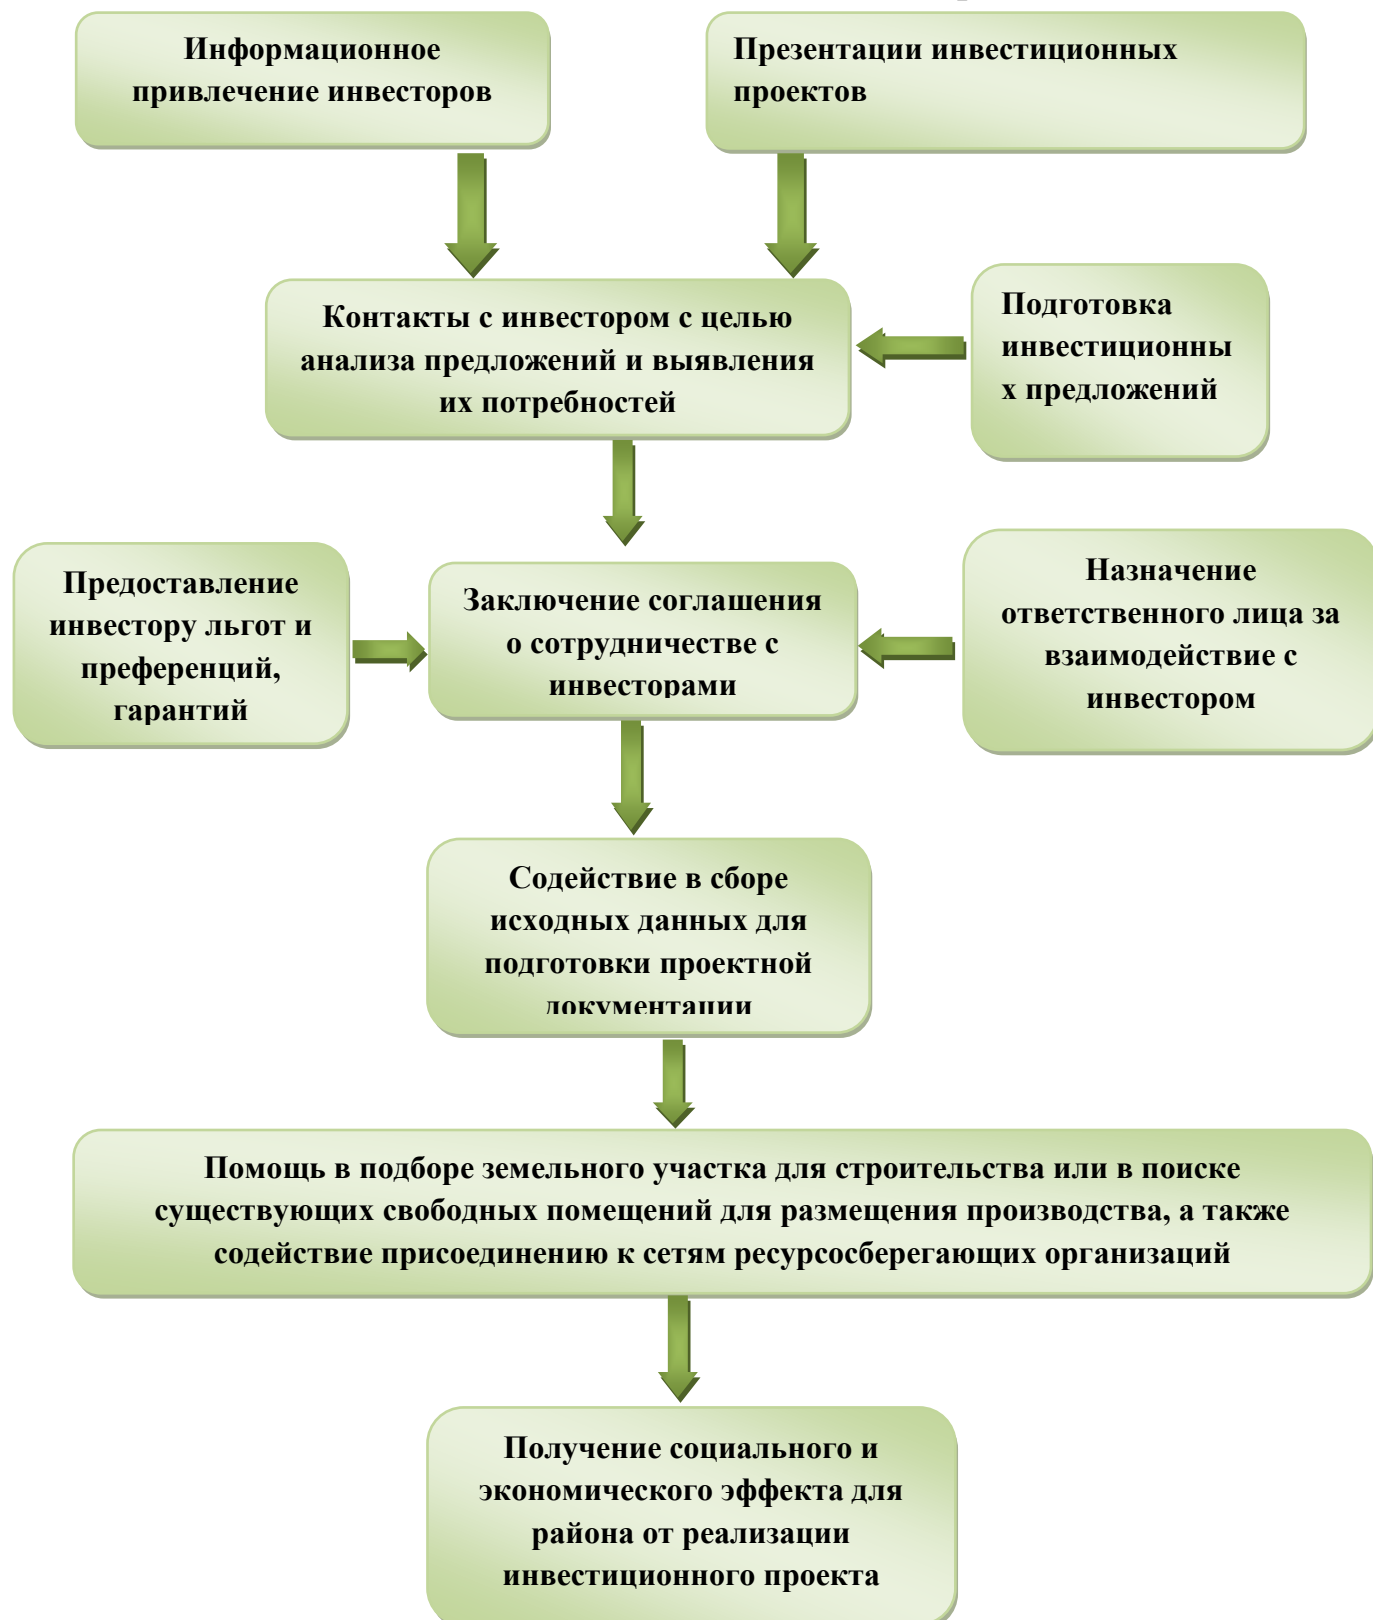 Информационное
привлечение инвесторов
Презентации инвестиционных
проектов
Контакты с инвестором с целью
анализа предложений и выявления
их потребностей
Подготовка
инвестиционны
х предложений
Предоставление
инвестору льгот и
преференций,
гарантий
Заключение соглашения
о сотрудничестве с
инвесторами
Назначение
ответственного лица за
взаимодействие с
инвестором
Содействие в сборе
исходных данных для
подготовки проектной
документации
Помощь в подборе земельного участка для строительства или в поиске
существующих свободных помещений для размещения производства, а также
содействие присоединению к сетям ресурсосберегающих организаций
Получение социального и
экономического эффекта для
района от реализации
инвестиционного проекта